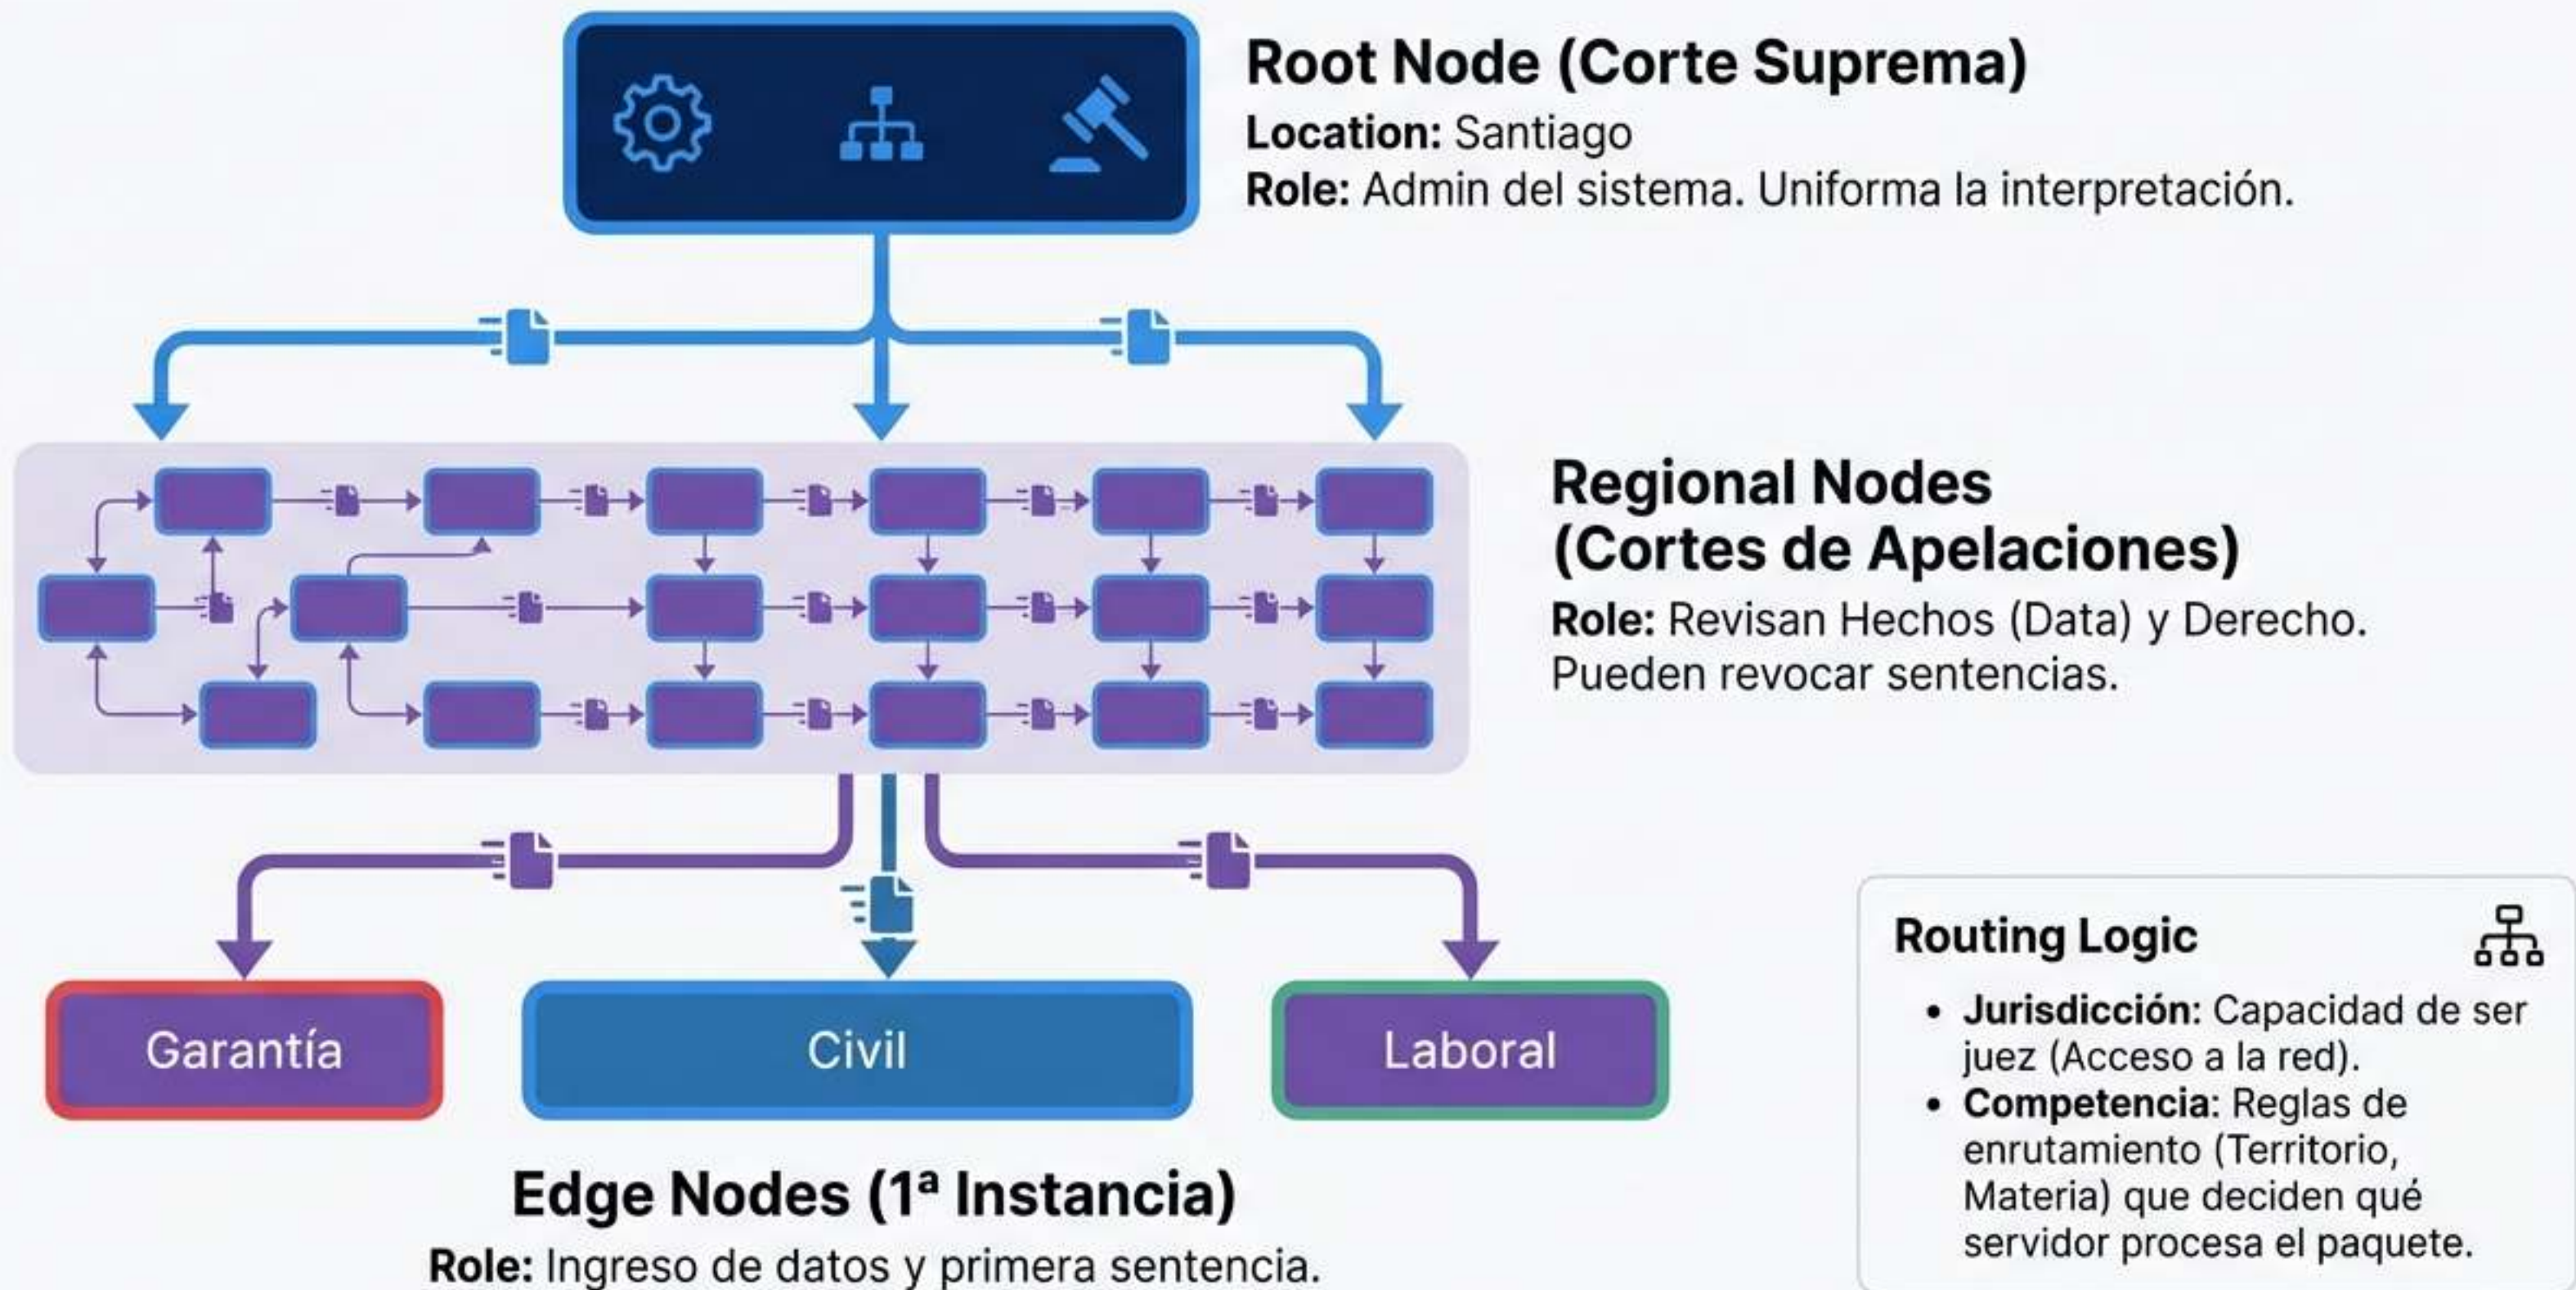 Root Node (Corte Suprema)
Location: Santiago
Role: Admin del sistema. Uniforma la interpretación.
Regional Nodes
(Cortes de Apelaciones)
Role: Revisan Hechos (Data) y Derecho.
Pueden revocar sentencias.
Garantía
Civil
Laboral
Edge Nodes (1ª Instancia)
Role: Ingreso de datos y primera sentencia.
Routing Logic
• Jurisdicción: Capacidad de ser
juez (Acceso a la red).
• Competencia: Reglas de
enrutamiento (Territorio,
Materia) que deciden qué
servidor procesa el paquete.